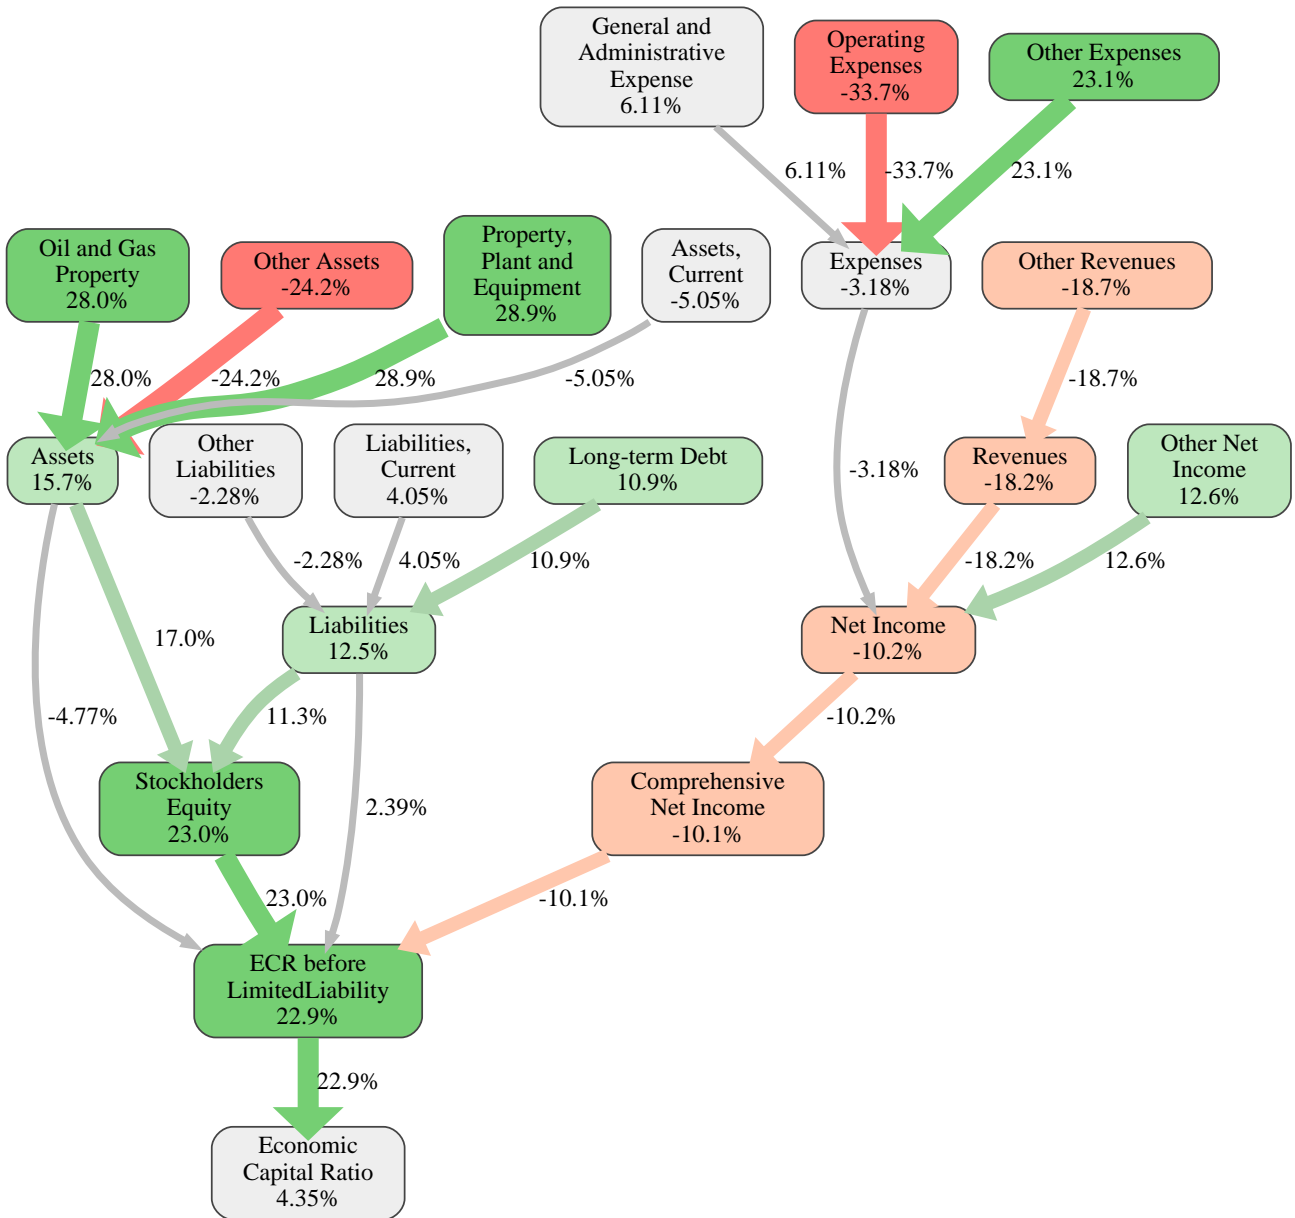 General and
Administrative
Expense
6.11%
Operating
Expenses
-33.7%
Other Expenses
23.1%
6.11%
-33.7%
23.1%
Oil and Gas
Property
28.0%
Other Assets
-24.2%
Property,
Plant and
Equipment
28.9%
Assets,
Current
-5.05%
Expenses
-3.18%
Other Revenues
-18.7%
28.0%
-24.2%
28.9%
-5.05%
-18.7%
Assets
15.7%
Other
Liabilities
-2.28%
Liabilities,
Current
4.05%
Long-term Debt
10.9%
-3.18%
Revenues
-18.2%
Other Net
Income
12.6%
-2.28%
4.05%
10.9%
-18.2%
12.6%
17.0%
Liabilities
12.5%
Net Income
-10.2%
-4.77%
11.3%
-10.2%
Stockholders
Equity
23.0%
2.39%
Comprehensive
Net Income
-10.1%
23.0%
-10.1%
ECR before
LimitedLiability
22.9%
22.9%
Economic
Capital Ratio
4.35%